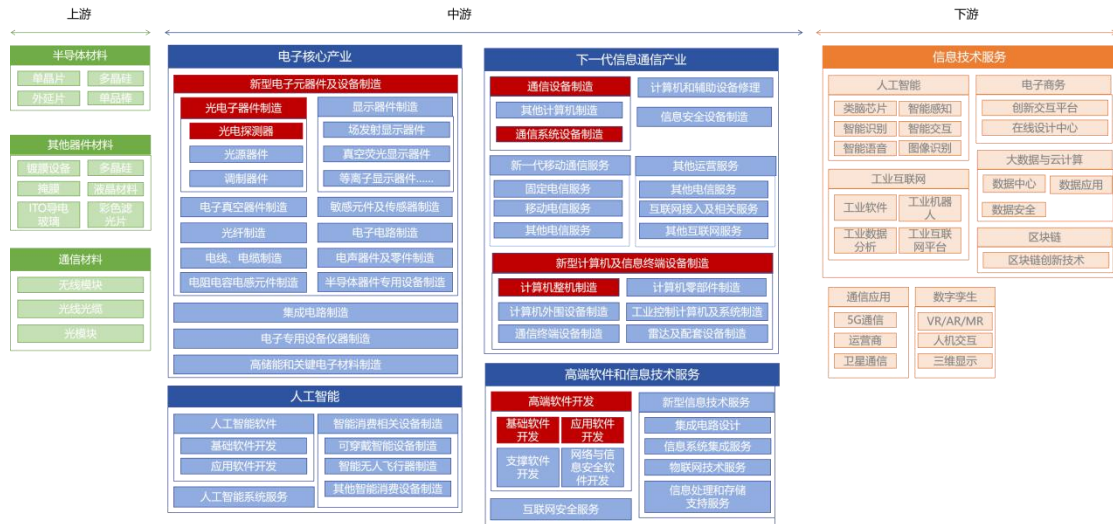 上游
中游
下游
半导体材料
单晶片
多晶硅
外延片
单晶棒
其他器件材料
镀膜设备
多晶硅
掩膜
液晶材料
ITO导电
玻璃
彩色滤
光片
通信材料
无线模块
光线光缆
光模块
电子核心产业
新型电子元器件及设备制造
光电子器件制造
光电探测器
光源器件
调制器件
显示器件制造
场发射显示器件
真空荧光显示器件
等离子显示器件......
电子真空器件制造
敏感元件及传感器制造
光纤制造
电子电路制造
电线、电缆制造
电声器件及零件制造
电阻电容电感元件制造
半导体器件专用设备制造
集成电路制造
电子专用设备仪器制造
高储能和关键电子材料制造
人工智能
人工智能软件
基础软件开发
应用软件开发
人工智能系统服务
智能消费相关设备制造
可穿戴智能设备制造
智能无人飞行器制造
其他智能消费设备制造
下一代信息通信产业
通信设备制造
其他计算机制造
通信系统设备制造
计算机和辅助设备修理
信息安全设备制造
新一代移动通信服务
固定电信服务
移动电信服务
其他电信服务
其他运营服务
其他电信服务
互联网接入及相关服务
其他互联网服务
新型计算机及信息终端设备制造
计算机整机制造
计算机零部件制造
计算机外围设备制造
工业控制计算机及系统制造
通信终端设备制造
雷达及配套设备制造
高端软件和信息技术服务
高端软件开发
基础软件
开发
应用软件开
发
支撑软件
开发
网络与信
息安全软
件开发
互联网安全服务
新型信息技术服务
集成电路设计
信息系统集成服务
物联网技术服务
信息处理和存储
支持服务
信息技术服务
人工智能
类脑芯片
智能感知
智能识别
智能交互
智能语音
图像识别
工业互联网
工业软件
工业机器
人
工业数据
分析
工业互联
网平台
电子商务
创新交互平台
在线设计中心
大数据与云计算
数据中心
数据应用
数据安全
区块链
区块链创新技术
通信应用
5G通信
运营商
卫星通信
数字孪生
VR/AR/MR
人机交互
三维显示